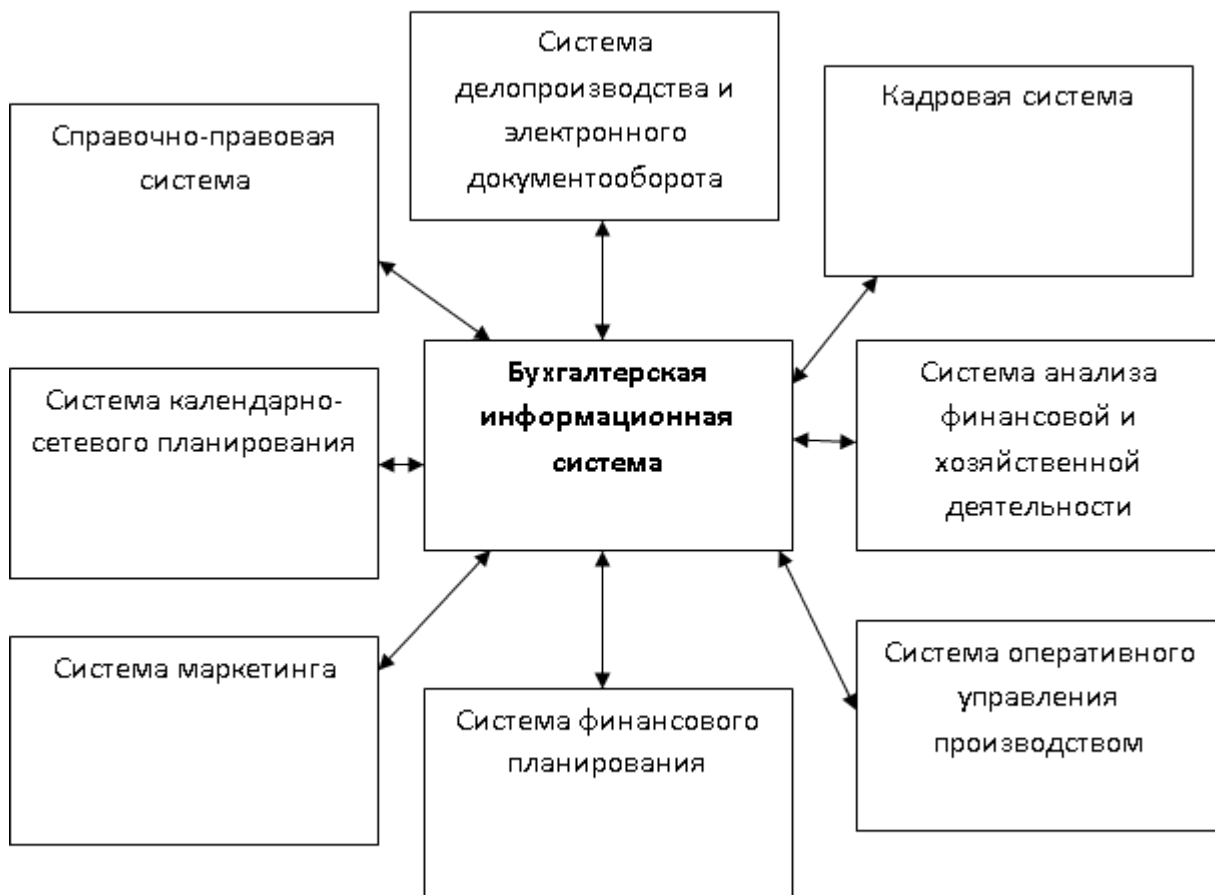 Система
делопроизводства и
электронного
документооборота
Кадровая система
Справочно-правовая
система
Бухгалтерская
информационная
система
Система анализа
финансовой и
хозяйственной
деятельности
Система календарно-
сетевого планирования
Система маркетинга
Система финансового
планирования
Система оперативного
управления
производством